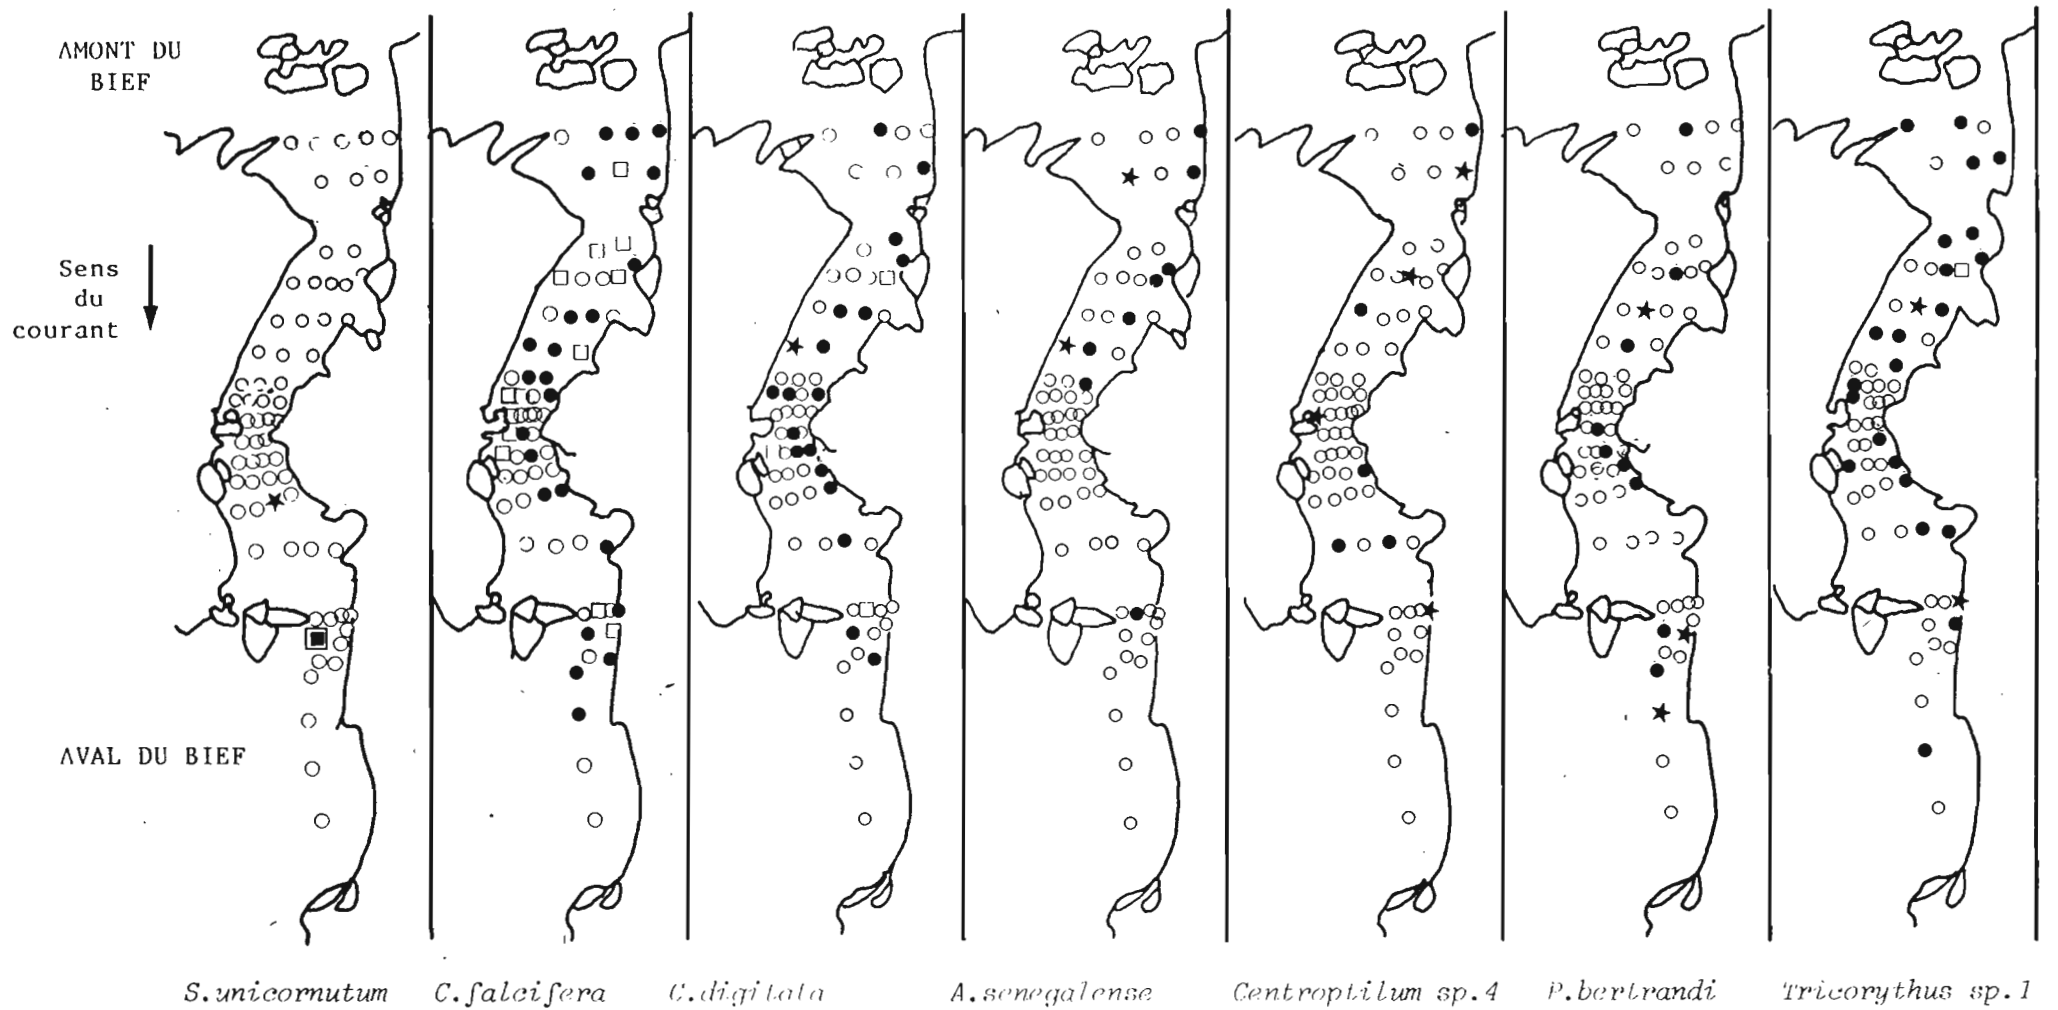 AMONT DU
BIEF
Sens
du
courant
AVAL DU BIEF
S.unicornutum C.falcifera C.digitata A.senegalense Centroptilum sp.4 P.bertrandi Tricorythus sp.1